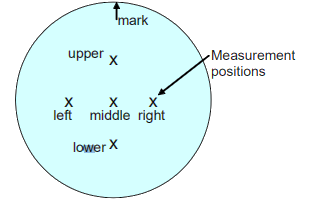 mark
upper x
Measurement
positions
x x x
left middle right
lower x